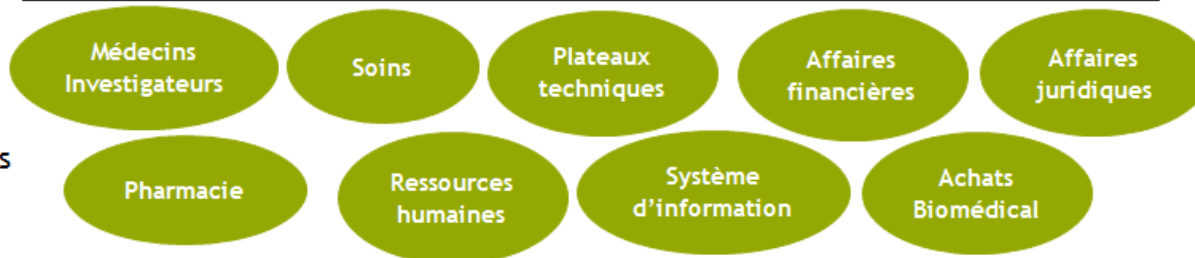 Médecins
Investigateurs
Soins
Plateaux
techniques
Affaires
financières
Affaires
juridiques
s
Pharmacie
Ressources
humaines
Système
d’information
Achats
Biomédical